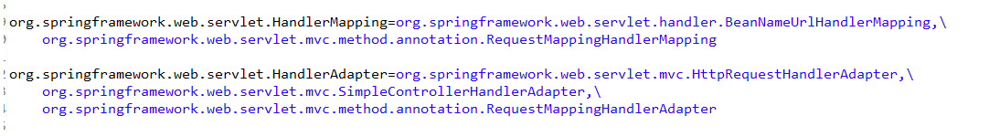 org.springframework.web.servlet.HandlerMapping=org.springframework.web.servlet.handler.BeanNameUrlHandlerMapping,\
org.springframework.web.servlet.mvc.method.annotation.RequestMappingHandlerMapping
org.springframework.web.servlet.HandlerAdapter=org.springframework.web.servlet.mvc.HttpRequestHandlerAdapter,\
org.springframework.web.servlet.mvc.SimpleControllerHandlerAdapter,\
org.springframework.web.servlet.mvc.method.annotation.RequestMappingHandlerAdapter